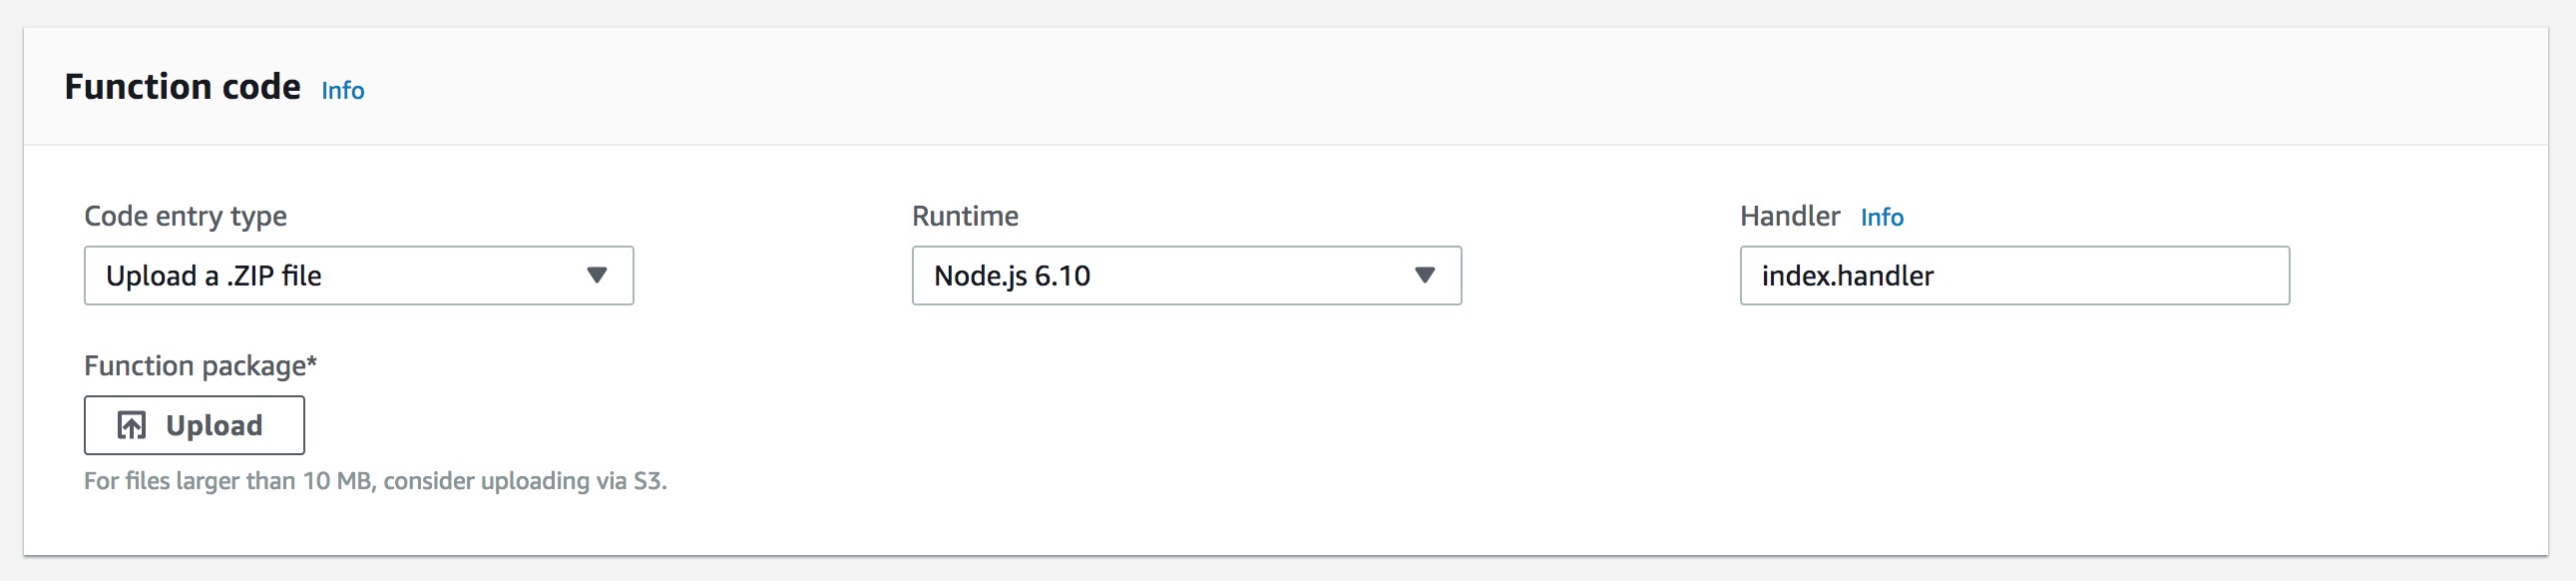 Function code Info
Code entry type
Upload a .ZIP file
Runtime
Node.js 6.10
Handler Info
index.handler
Function package*
Upload
For files larger than 10 MB, consider uploading via S3.